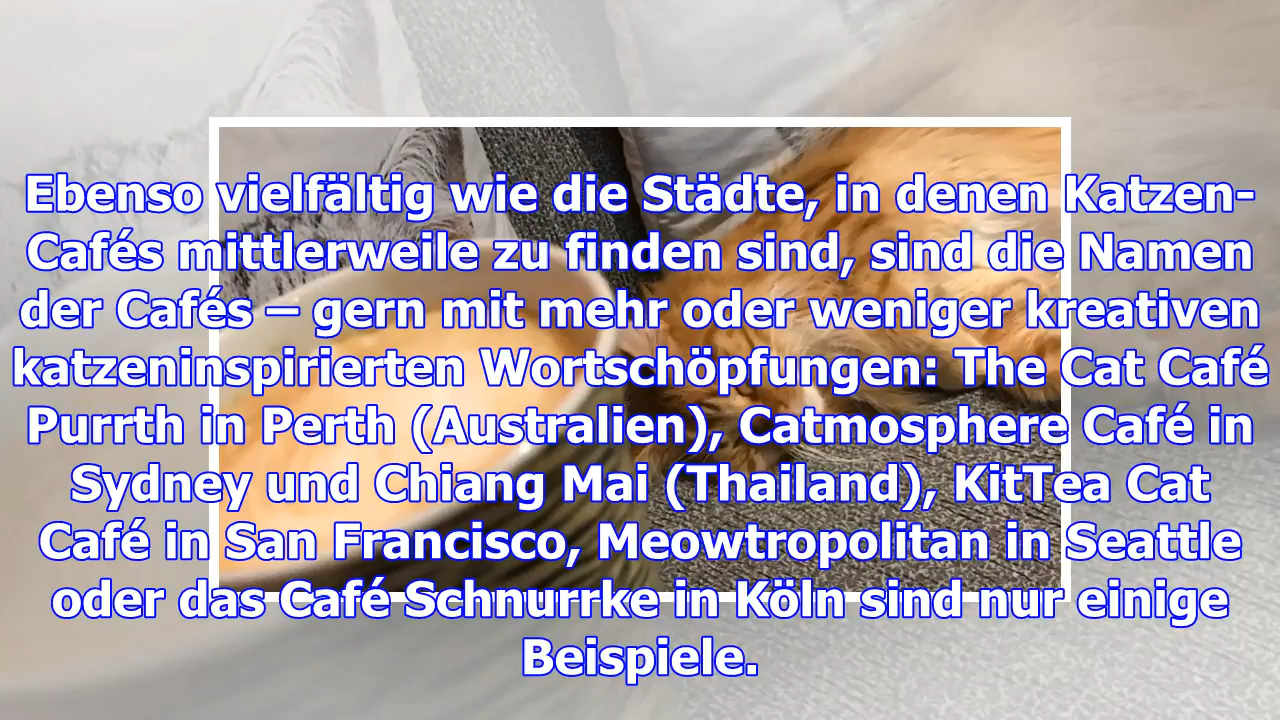 Ebenso vielfältig wie die Städte, in denen Katzen-
Cafés mittlerweile zu finden sind, sind die Namen
der Cafés – gern mit mehr oder weniger kreativen
katzeninspirierten Wortschöpfungen: The Cat Café
Purrth in Perth (Australien), Catmosphere Café in
Sydney und Chiang Mai (Thailand), KitTea Cat
Café in San Francisco, Meowtropolitan in Seattle
oder das Café Schnurrke in Köln sind nur einige
Beispiele.